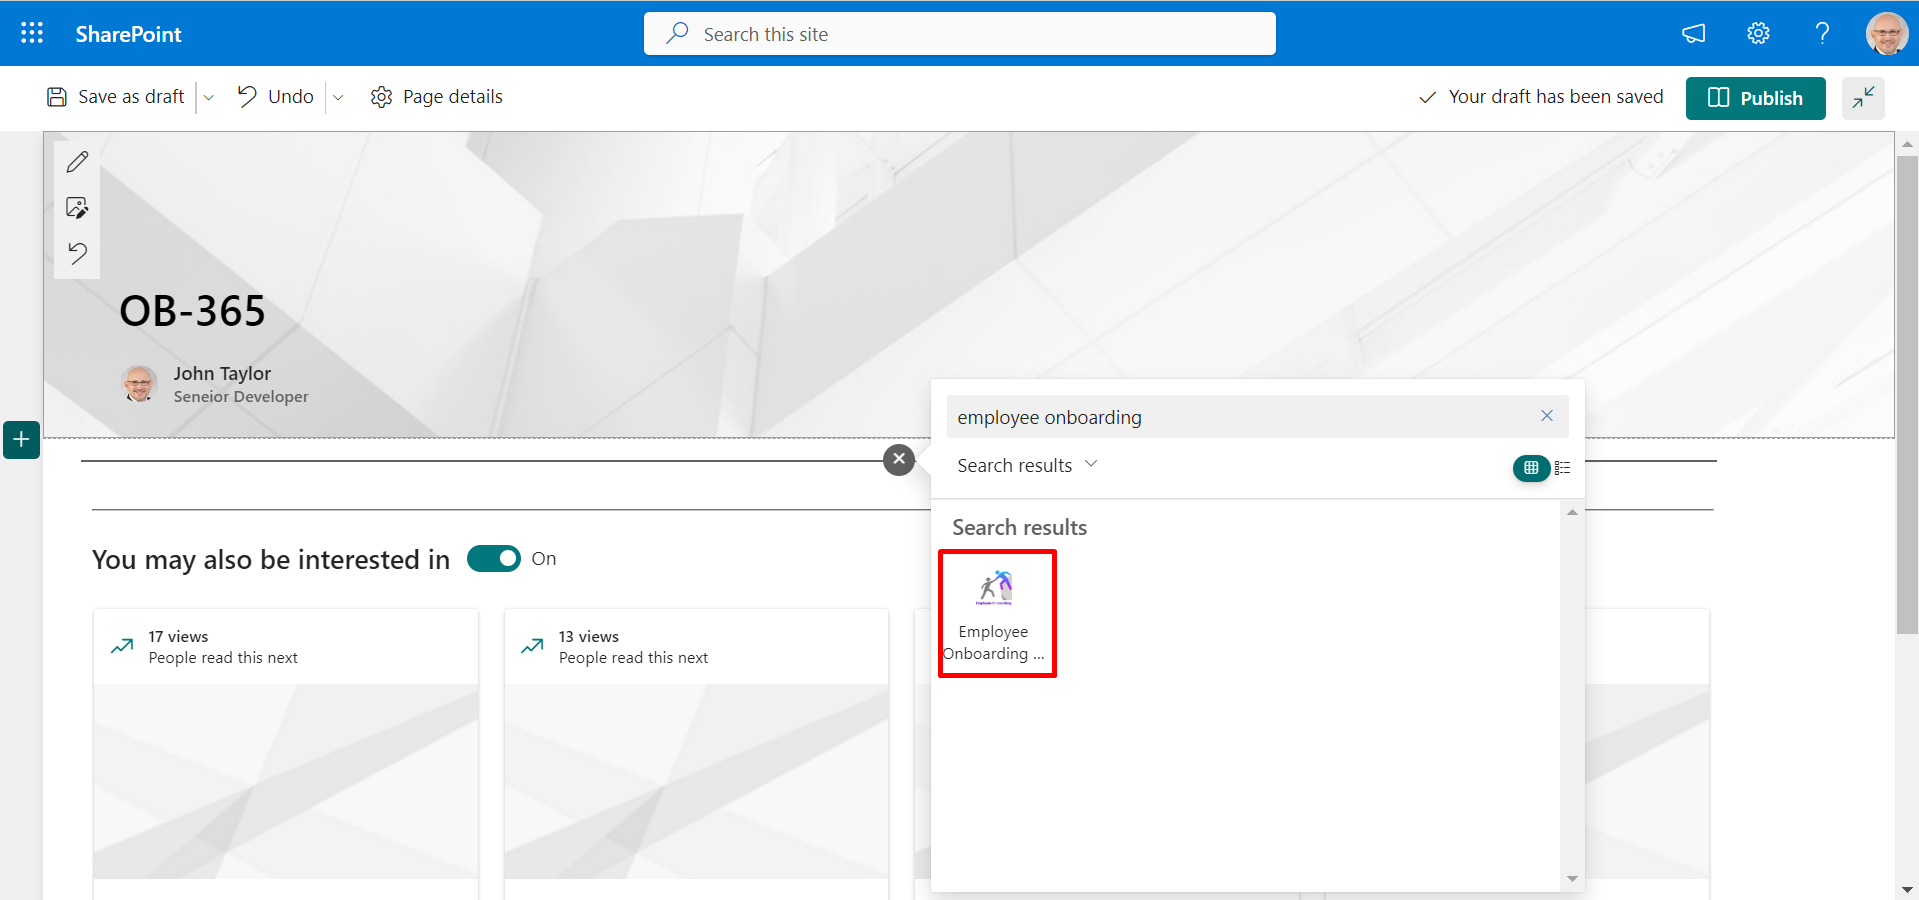 SharePoint
Search this site
Save as draft
Undo
Page details
Your draft has been saved
Publish
OB-365
John Taylor
Seneior Developer
employee onboarding
Search results
Search results
Employee
Onboarding ...
You may also be interested in
On
17 views
People read this next
13 views
People read this next